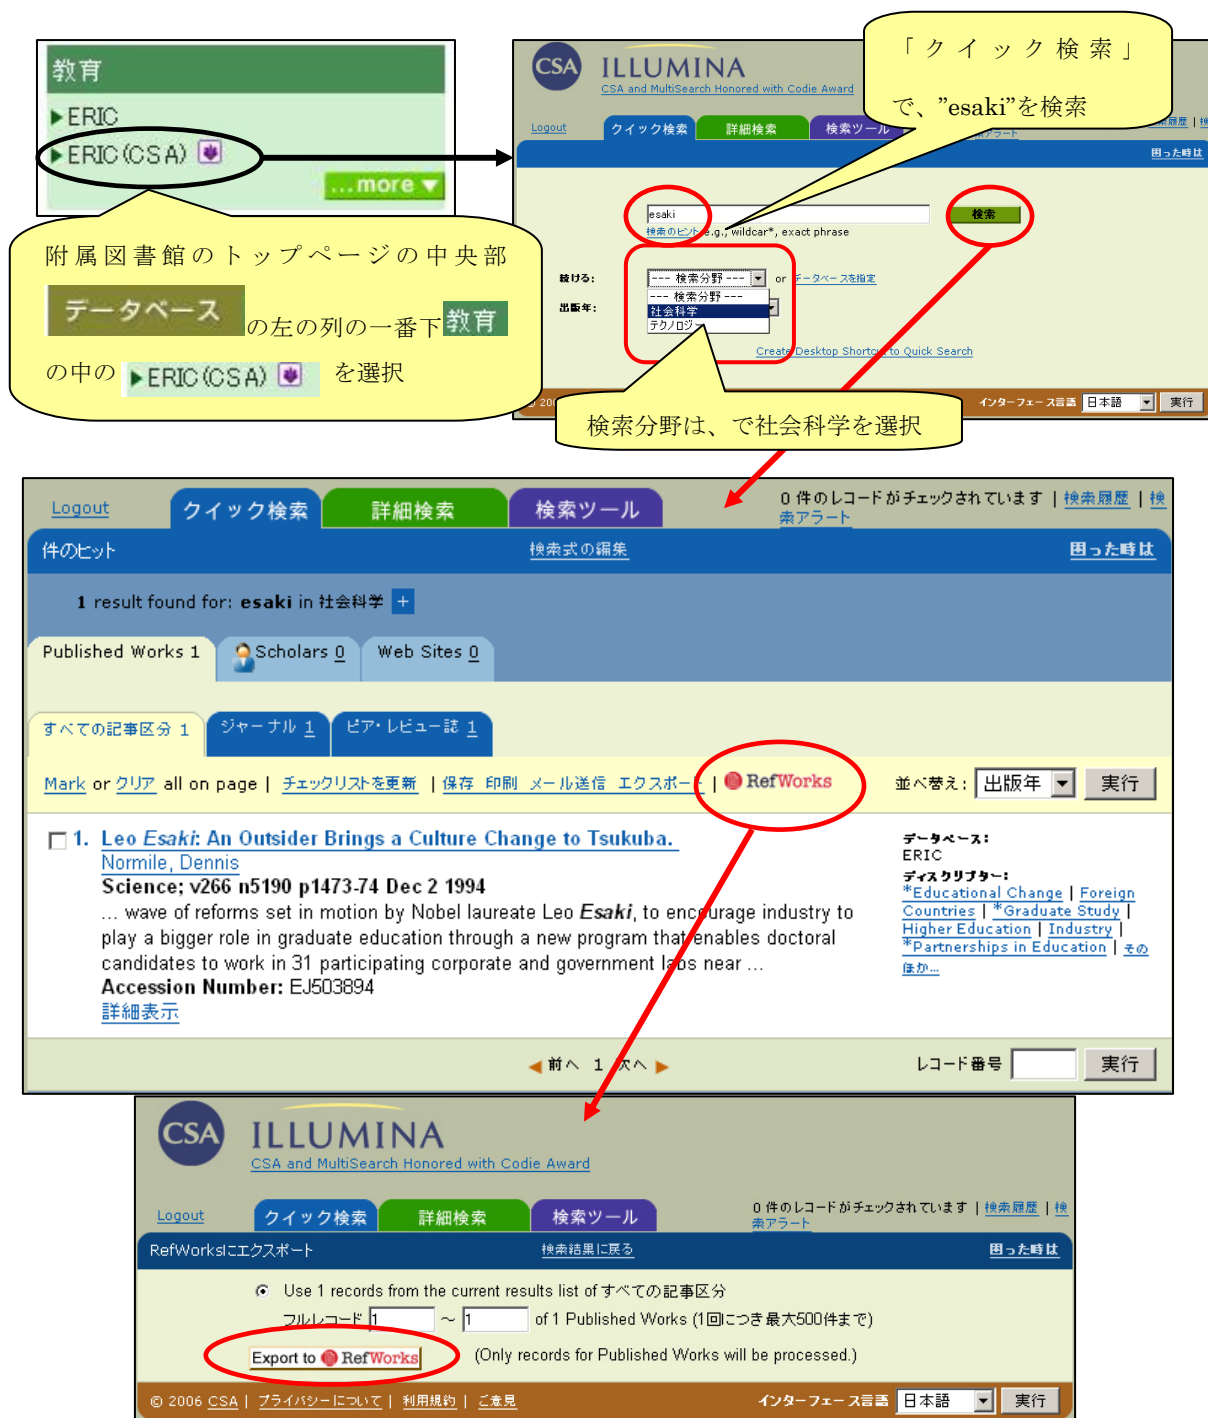 教育
ERIC
ERIC(CSA)
...more
附属図書館のトップページの中央部
データベース の左の列の一番下 教育
の中の ERIC(CSA) を選択
CSA ILLUMINA
CSA and MultiSearch Honored with Codie Award
「クイック検索」
で、”esaki”を検索
Logout クイック検索 詳細検索 検索ツール
困った時は
esaki 検索
検索のヒント e.g., wildcar*, exact phrase
続ける: --- 検索分野 --- or データベースを指定
--- 検索分野 ---
出版年: 社会科学
テクノロジー
Create Desktop Shortcut to Quick Search
インターフェース言語 日本語 実行
検索分野は、で社会科学を選択
Logout クイック検索 詳細検索 検索ツール 0 件のレコードがチェックされています | 検索履歴 | 検
索アラート
件のヒット 検索式の編集 困った時は
1 result found for: esaki in 社会科学 +
Published Works 1 Scholars 0 Web Sites 0
すべての記事区分 1 ジャーナル 1 ピア・レビュー誌 1
Mark or クリア all on page | チェックリストを更新 | 保存 印刷 メール送信 エクスポート | RefWorks 並べ替え: 出版年 実行
1. Leo Esaki: An Outsider Brings a Culture Change to Tsukuba.
Normile, Dennis
Science; v266 n5190 p1473-74 Dec 2 1994
... wave of reforms set in motion by Nobel laureate Leo Esaki, to encourage industry to
play a bigger role in graduate education through a new program that enables doctoral
candidates to work in 31 participating corporate and government labs near ...
Accession Number: EJ503894
詳細表示
データベース:
ERIC
ディスクリプター:
*Educational Change | Foreign
Countries | *Graduate Study |
Higher Education | Industry |
*Partnerships in Education | その
ほか...
前へ 1 次へ レコード番号 実行
CSA ILLUMINA
CSA and MultiSearch Honored with Codie Award
Logout クイック検索 詳細検索 検索ツール 0 件のレコードがチェックされています | 検索履歴 | 検
索アラート
RefWorksにエクスポート 検索結果に戻る 困った時は
Use 1 records from the current results list of すべての記事区分
フルレコード 1 ～ 1 of 1 Published Works (1回につき最大500件まで)
Export to RefWorks (Only records for Published Works will be processed.)
© 2006 CSA | プライバシーについて | 利用規約 | ご意見 インターフェース言語 日本語 実行